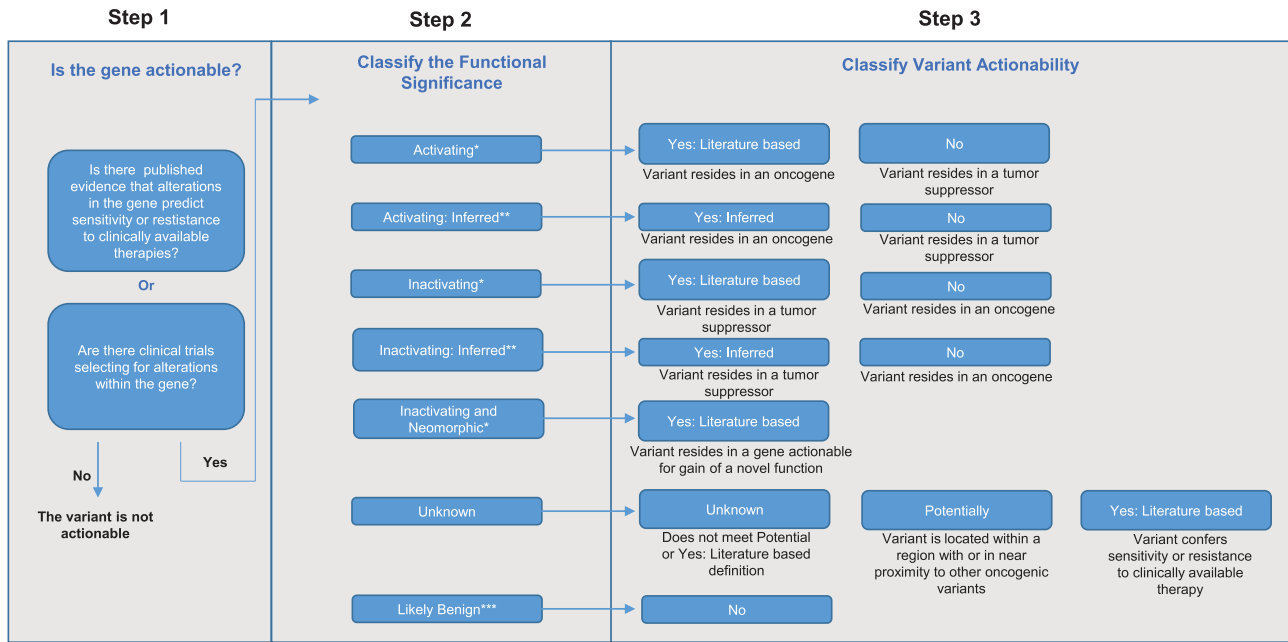 Step 1
Step 2
Step 3
Is the gene actionable?
Is there published
evidence that alterations
in the gene predict
sensitivity or restistance
to clinically available
therapies?
Or
Are there clinical trials
selecting for alterations
within the gene?
No
Yes
The variant is not
actionable
Classify the Functional
Significance
Classify Variant Actionability
Activating*
Yes: Literature based
Variant resides in an oncogene
No
Variant resides in a tumor
suppressor
Activating: Inferred**
Yes: Inferred
Variant resides in an oncogene
No
Variant resides in a tumor
suppressor
Inactivating*
Yes: Literature based
Variant resides in a tumor
suppressor
No
Variant resides in an oncogene
Inactivating: Inferred**
Yes: Inferred
Variant resides in a tumor
suppressor
No
Variant resides in an oncogene
Inactivating and
Neomorphic*
Yes: Literature based
Variant resides in a gene actionable
for gain of a novel function
Unknown
Unknown
Does not meet Potential
or Yes: Literature based
definition
Potentially
Variant is located within a
region with or in near
proximity to other oncogenic
variants
Yes: Literature based
Variant confers
sensitivity or resistance
to clinically available
therapy
Likely Benign***
No